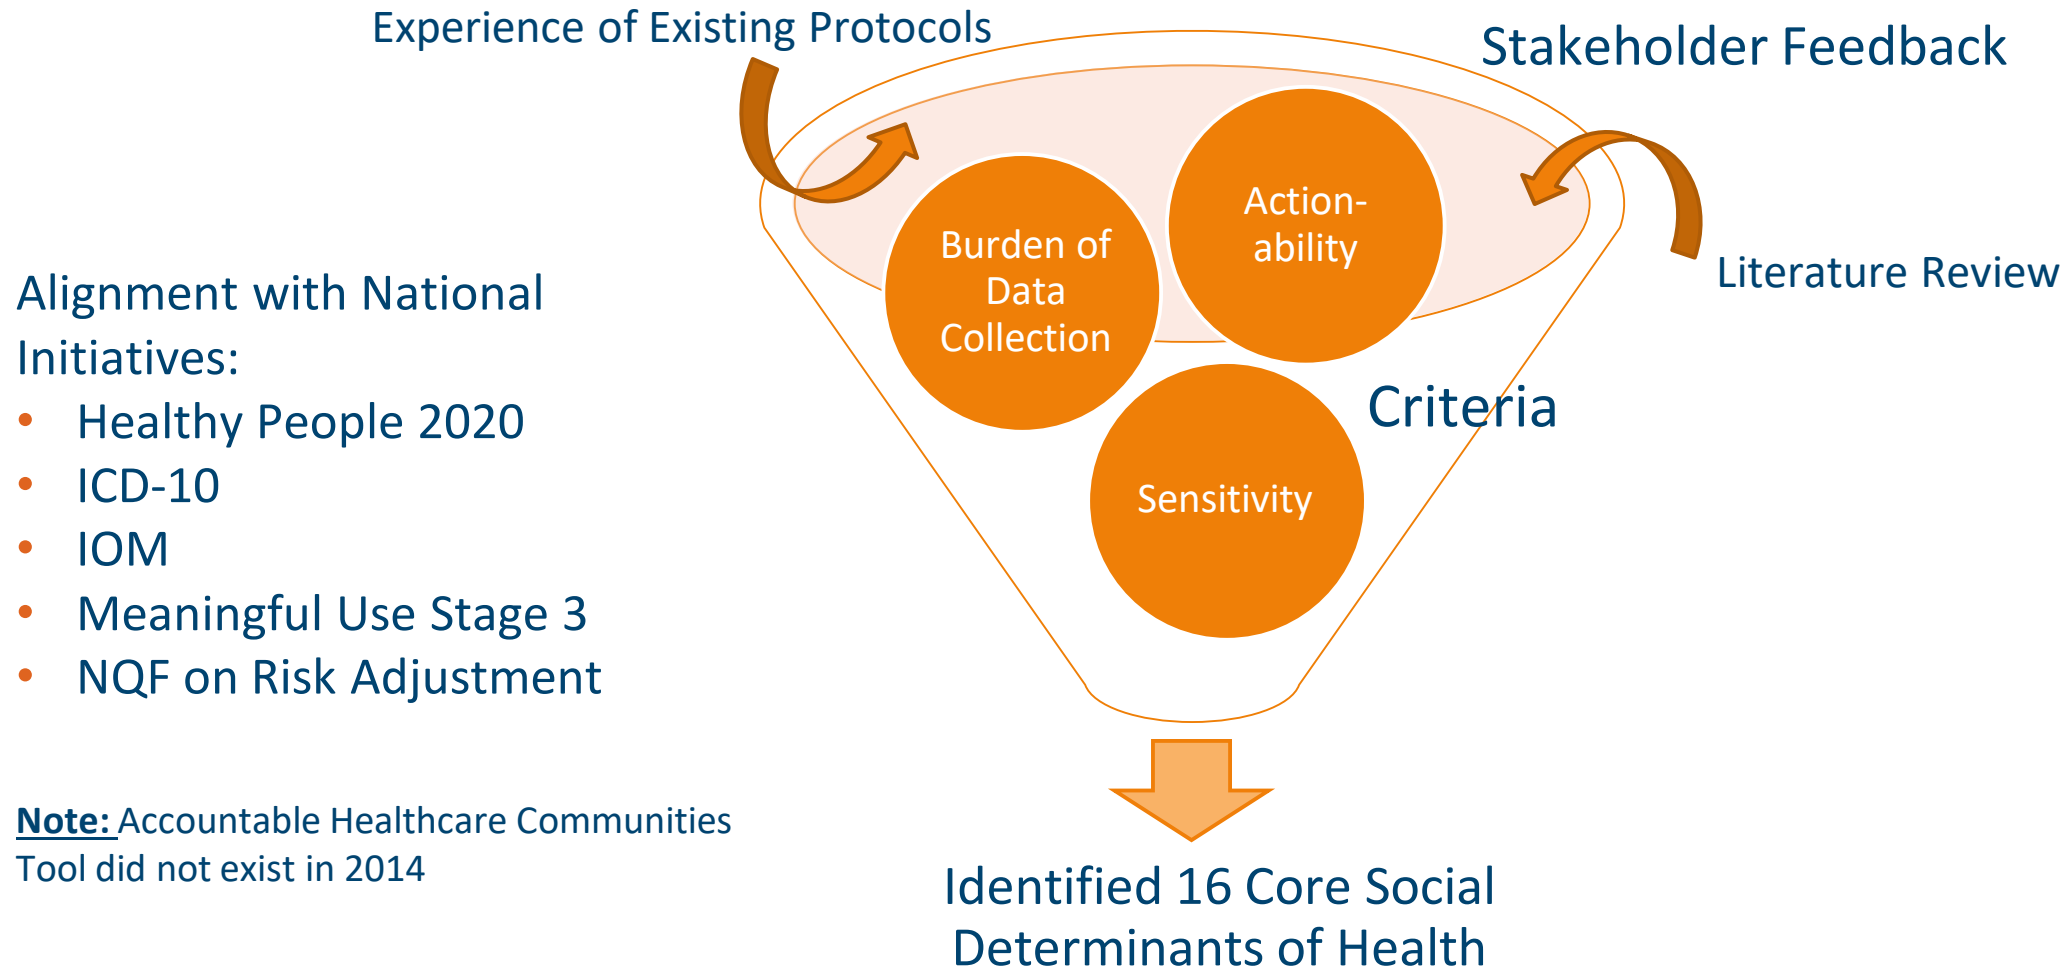 Experience of Existing Protocols
Stakeholder Feedback
Action-
ability
Burden of
Data
Collection
Literature Review
Alignment with National
Initiatives:
• Healthy People 2020
• ICD-10
• IOM
• Meaningful Use Stage 3
• NQF on Risk Adjustment
Criteria
Sensitivity
Note: Accountable Healthcare Communities
Tool did not exist in 2014
Identified 16 Core Social
Determinants of Health